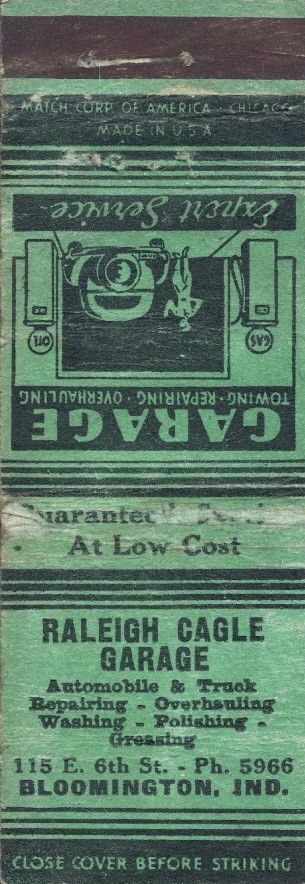 MATCH CORP. OF AMERICA · CHICAGO
MADE IN U.S.A.
GARAGE
TOWING · REPAIRING · OVERHAULING
OIL
GAS
Expert Service
Guaranteed
At Low Cost
RALEIGH CAGLE
GARAGE
Automobile & Truck
Repairing - Overhauling
Washing - Polishing -
Greasing
115 E. 6th St. - Ph. 5966
BLOOMINGTON, IND.
CLOSE COVER BEFORE STRIKING